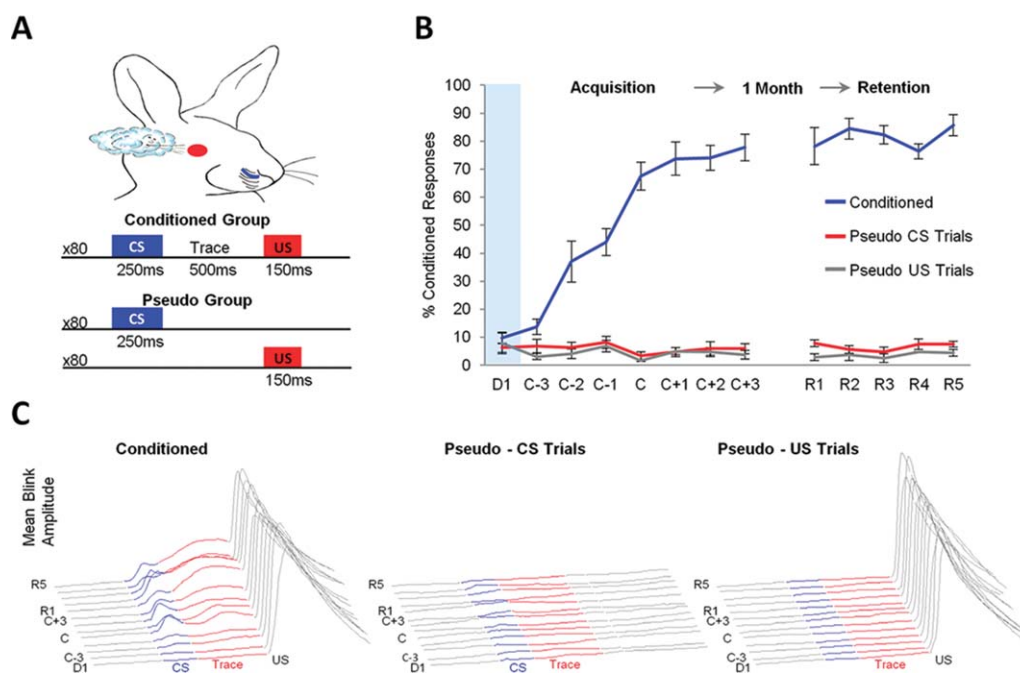 A
Conditioned Group
x80 CS Trace US
250ms 500ms 150ms
Pseudo Group
x80 CS
250ms
x80 US
150ms
B
Acquisition → 1 Month → Retention
% Conditioned Responses
100
90
80
70
60
50
40
30
20
10
0
Conditioned
Pseudo CS Trials
Pseudo US Trials
D1 C-3 C-2 C-1 C C+1 C+2 C+3 R1 R2 R3 R4 R5
C
Mean Blink
Amplitude
Conditioned
R5
R1
C+3
C
C-3
D1
CS Trace US
Pseudo - CS Trials
R5
R1
C+3
C
C-3
D1
CS Trace
Pseudo - US Trials
R5
R1
C+3
C
C-3
D1
Trace US